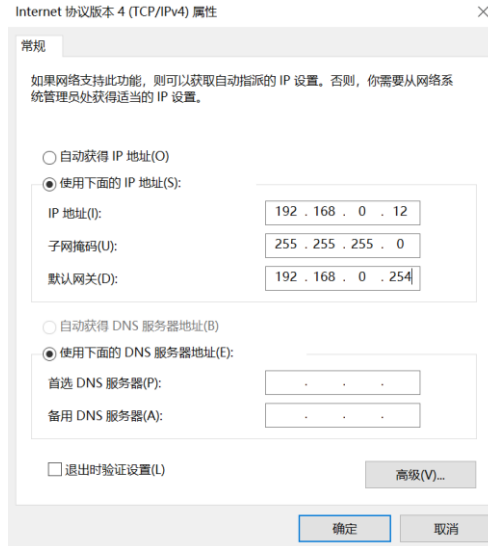 Internet 协议版本 4 (TCP/IPv4) 属性
常规
如果网络支持此功能，则可以获取自动指派的 IP 设置。否则，你需要从网络系
统管理员处获得适当的 IP 设置。
自动获得 IP 地址(O)
使用下面的 IP 地址(S):
IP 地址(I): 192 . 168 . 0 . 12
子网掩码(U): 255 . 255 . 255 . 0
默认网关(D): 192 . 168 . 0 . 254
自动获得 DNS 服务器地址(B)
使用下面的 DNS 服务器地址(E):
首选 DNS 服务器(P): . . .
备用 DNS 服务器(A): . . .
退出时验证设置(L)
高级(V)...
确定 取消